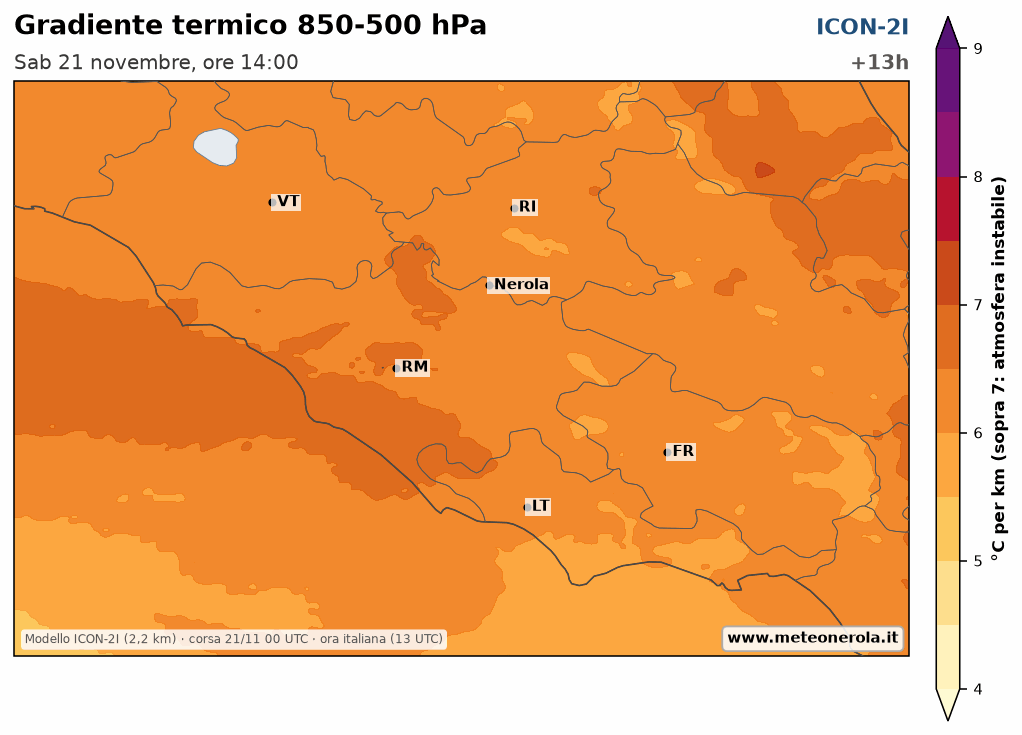 Gradiente termico 850-500 hPa
ICON-2I
Sab 21 novembre, ore 14:00
+13h
9
8
7
6
5
4
°C per km (sopra 7: atmosfera instabile)
VT
RI
Nerola
RM
FR
LT
Modello ICON-2I (2,2 km) · corsa 21/11 00 UTC · ora italiana (13 UTC)
www.meteonerola.it